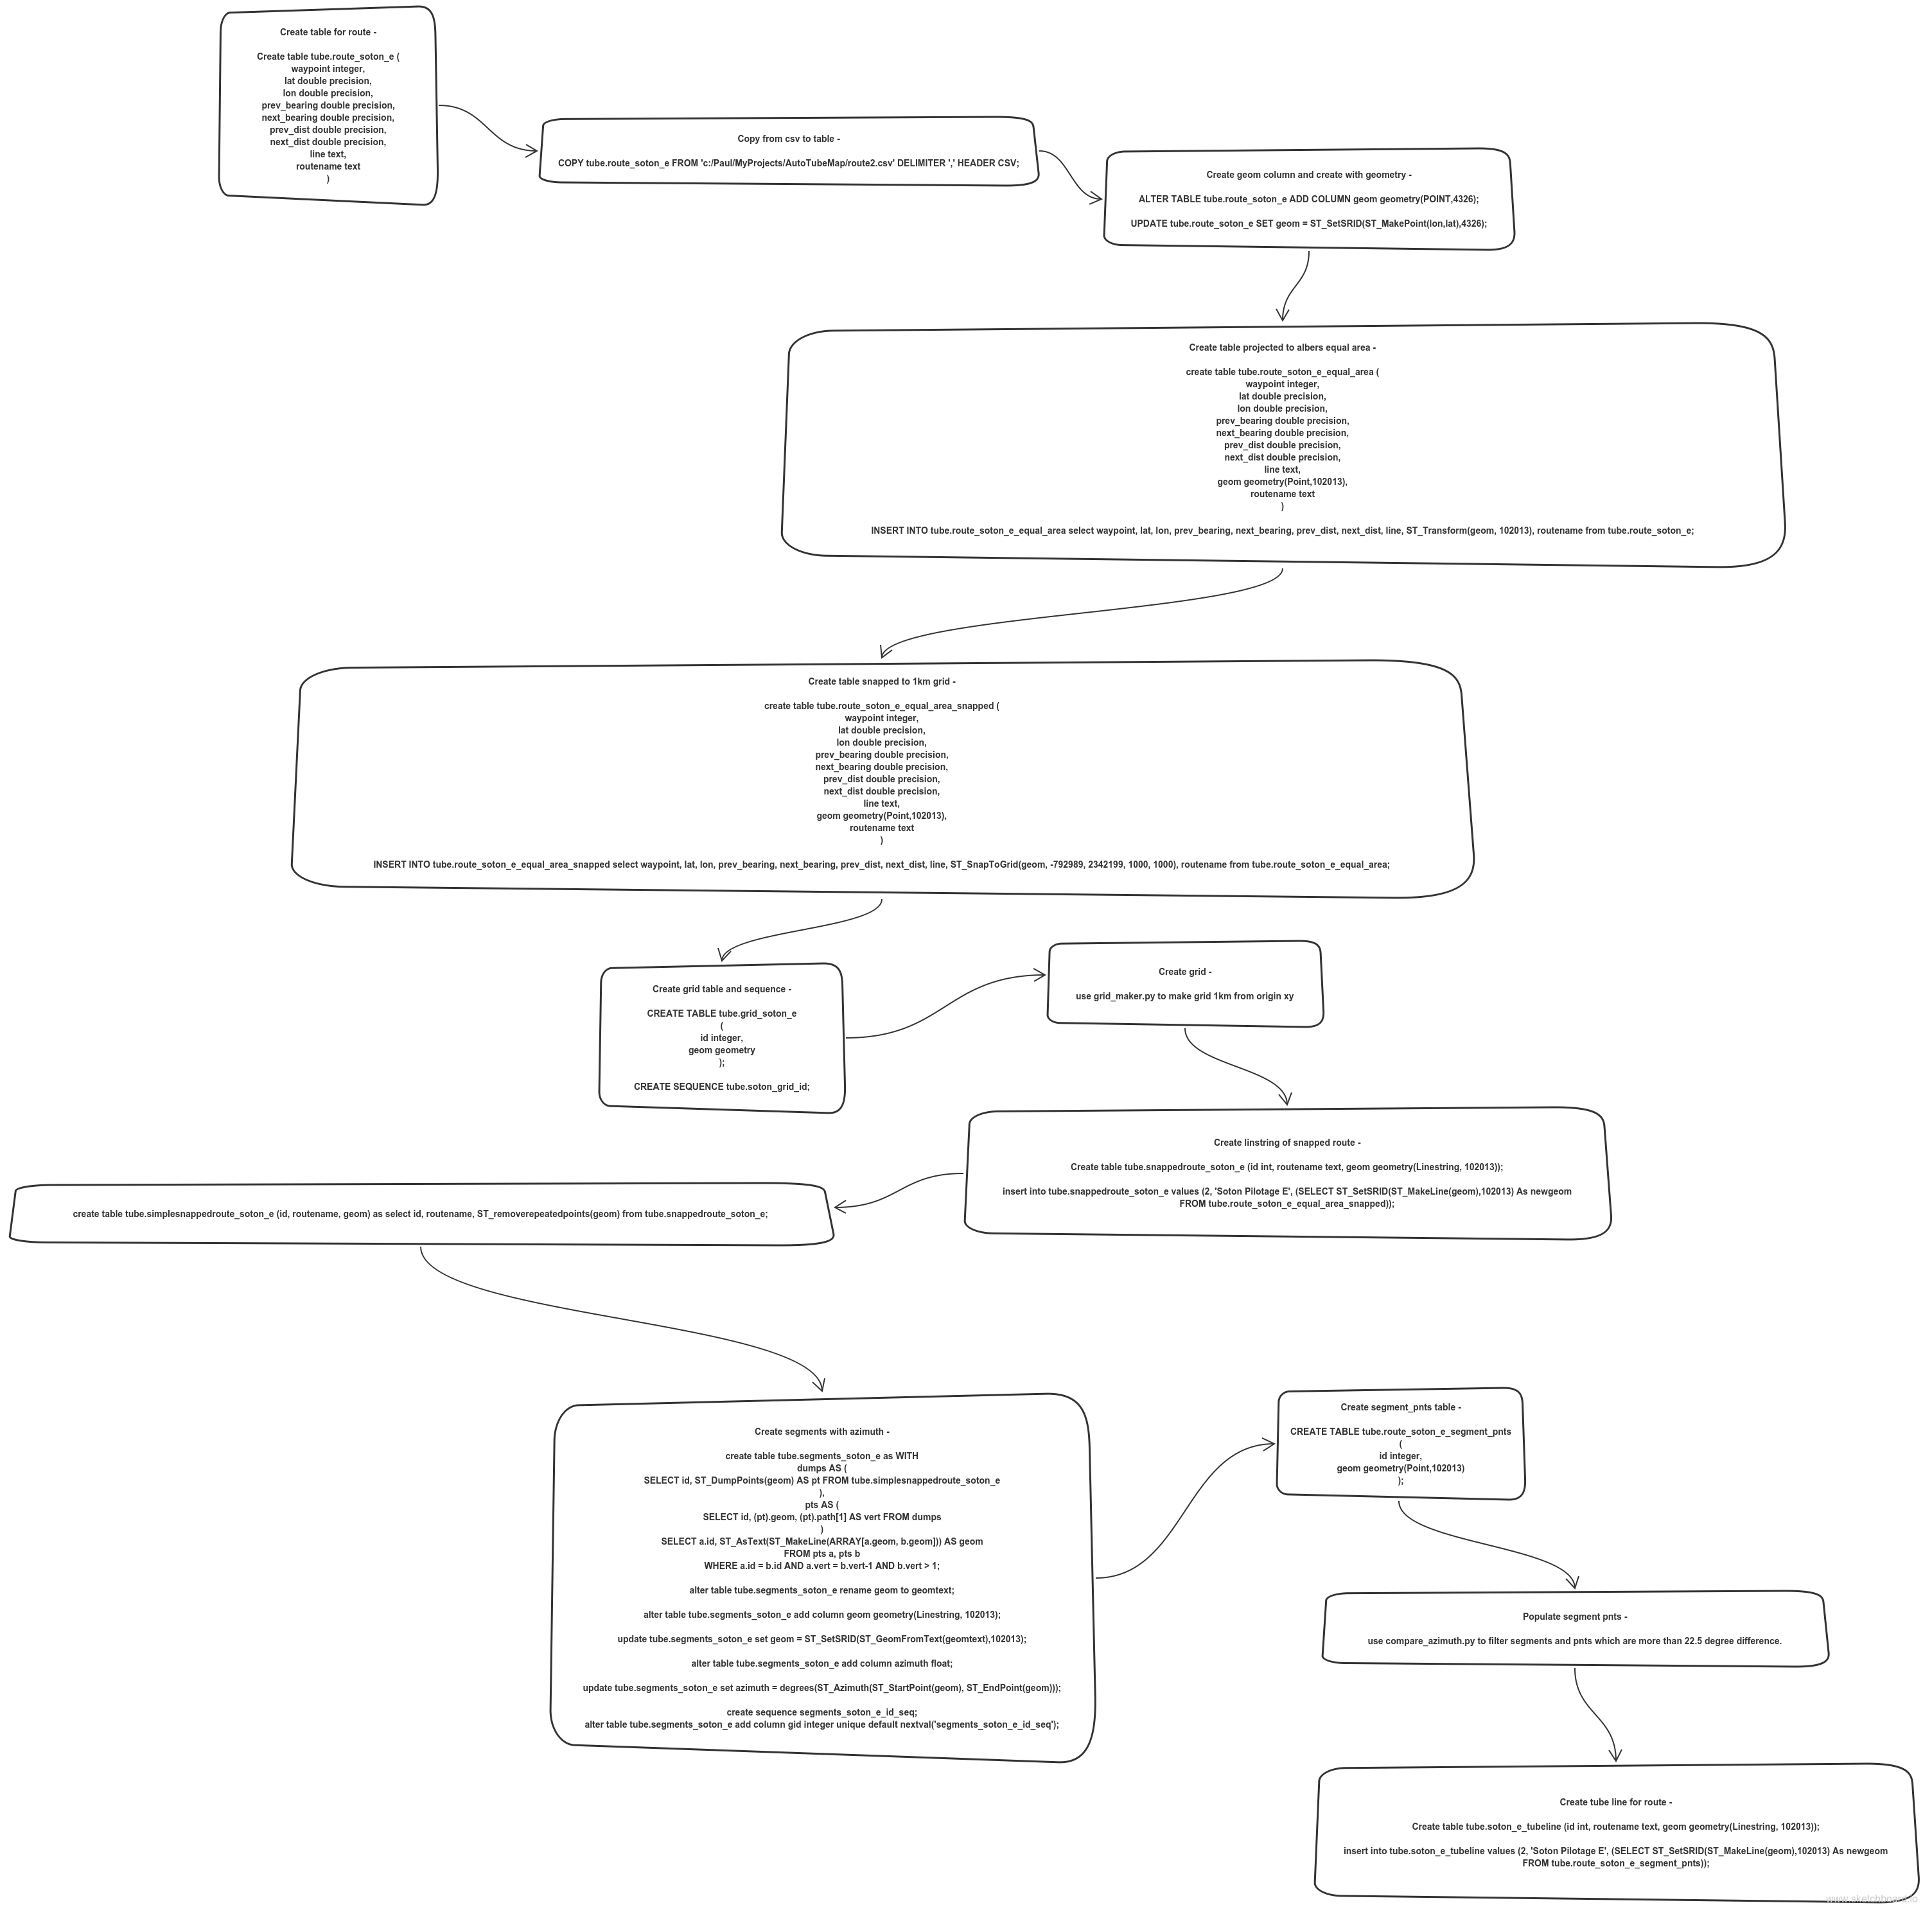 Create table for route -
Create table tube.route_soton_e (
waypoint integer,
lat double precision,
lon double precision,
prev_bearing double precision,
next_bearing double precision,
prev_dist double precision,
next_dist double precision,
line text,
routename text
)
Copy from csv to table -
COPY tube.route_soton_e FROM 'c:/Paul/MyProjects/AutoTubeMap/route2.csv' DELIMITER ',' HEADER CSV;
Create geom column and create with geometry -
ALTER TABLE tube.route_soton_e ADD COLUMN geom geometry(POINT,4326);
UPDATE tube.route_soton_e SET geom = ST_SetSRID(ST_MakePoint(lon,lat),4326);
Create table projected to albers equal area -
create table tube.route_soton_e_equal_area (
waypoint integer,
lat double precision,
lon double precision,
prev_bearing double precision,
next_bearing double precision,
prev_dist double precision,
next_dist double precision,
line text,
geom geometry(Point,102013),
routename text
)
INSERT INTO tube.route_soton_e_equal_area select waypoint, lat, lon, prev_bearing, next_bearing, prev_dist, next_dist, line, ST_Transform(geom, 102013), routename from tube.route_soton_e;
Create table snapped to 1km grid -
create table tube.route_soton_e_equal_area_snapped (
waypoint integer,
lat double precision,
lon double precision,
prev_bearing double precision,
next_bearing double precision,
prev_dist double precision,
next_dist double precision,
line text,
geom geometry(Point,102013),
routename text
)
INSERT INTO tube.route_soton_e_equal_area_snapped select waypoint, lat, lon, prev_bearing, next_bearing, prev_dist, next_dist, line, ST_SnapToGrid(geom, -792989, 2342199, 1000, 1000), routename from tube.route_soton_e_equal_area;
Create grid table and sequence -
CREATE TABLE tube.grid_soton_e
(
id integer,
geom geometry
);
CREATE SEQUENCE tube.soton_grid_id;
Create grid -
use grid_maker.py to make grid 1km from origin xy
Create linstring of snapped route -
Create table tube.snappedroute_soton_e (id int, routename text, geom geometry(Linestring, 102013));
insert into tube.snappedroute_soton_e values (2, 'Soton Pilotage E', (SELECT ST_SetSRID(ST_MakeLine(geom),102013) As newgeom
FROM tube.route_soton_e_equal_area_snapped));
create table tube.simplesnappedroute_soton_e (id, routename, geom) as select id, routename, ST_removerepeatedpoints(geom) from tube.snappedroute_soton_e;
Create segments with azimuth -
create table tube.segments_soton_e as WITH
dumps AS (
SELECT id, ST_DumpPoints(geom) AS pt FROM tube.simplesnappedroute_soton_e
),
pts AS (
SELECT id, (pt).geom, (pt).path[1] AS vert FROM dumps
)
SELECT a.id, ST_AsText(ST_MakeLine(ARRAY[a.geom, b.geom])) AS geom
FROM pts a, pts b
WHERE a.id = b.id AND a.vert = b.vert-1 AND b.vert > 1;
alter table tube.segments_soton_e rename geom to geomtext;
alter table tube.segments_soton_e add column geom geometry(Linestring, 102013);
update tube.segments_soton_e set geom = ST_SetSRID(ST_GeomFromText(geomtext),102013);
alter table tube.segments_soton_e add column azimuth float;
update tube.segments_soton_e set azimuth = degrees(ST_Azimuth(ST_StartPoint(geom), ST_EndPoint(geom)));
create sequence segments_soton_e_id_seq;
alter table tube.segments_soton_e add column gid integer unique default nextval('segments_soton_e_id_seq');
Create segment_pnts table -
CREATE TABLE tube.route_soton_e_segment_pnts
(
id integer,
geom geometry(Point,102013)
);
Populate segment pnts -
use compare_azimuth.py to filter segments and pnts which are more than 22.5 degree difference.
Create tube line for route -
Create table tube.soton_e_tubeline (id int, routename text, geom geometry(Linestring, 102013));
insert into tube.soton_e_tubeline values (2, 'Soton Pilotage E', (SELECT ST_SetSRID(ST_MakeLine(geom),102013) As newgeom
FROM tube.route_soton_e_segment_pnts));
www.sketchboard.io